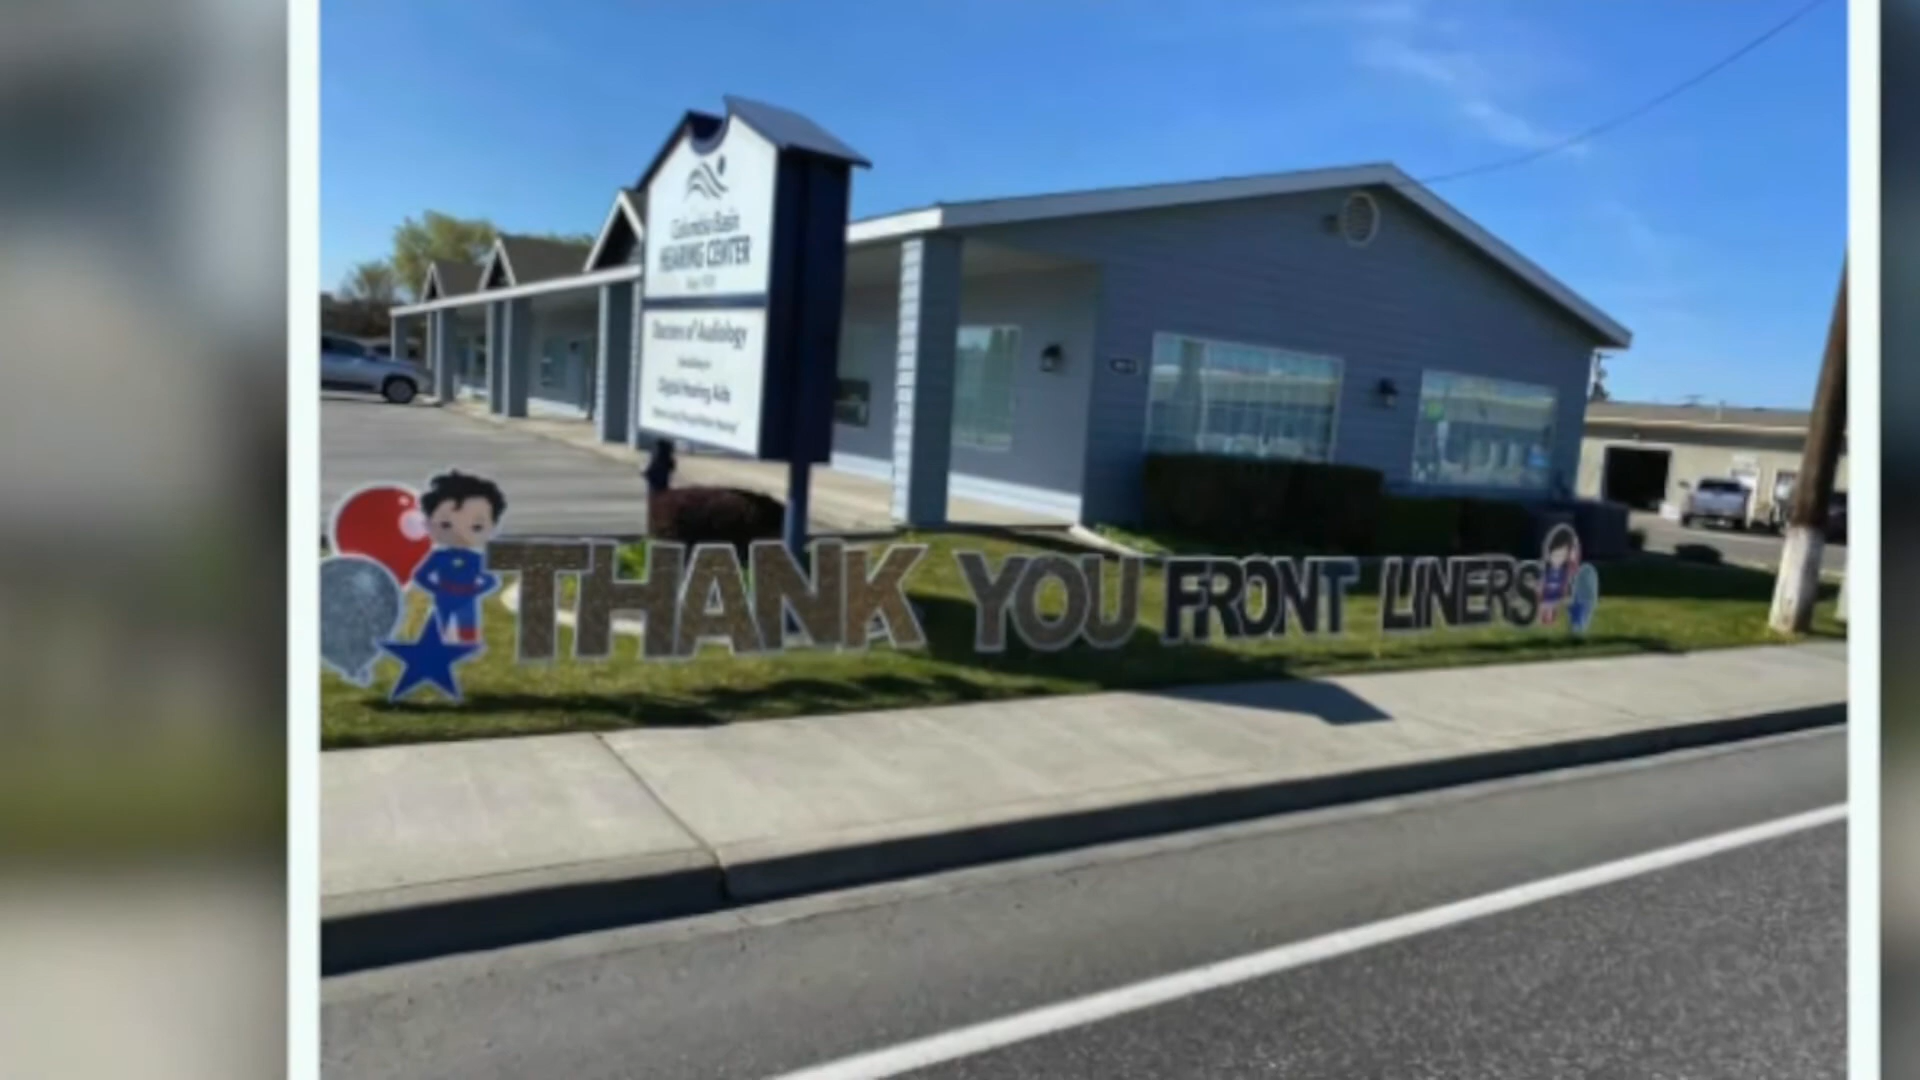 Columbia Basin
HEARING CENTER
Doctors of Audiology
Digital Hearing Aids
THANK YOU FRONT LINERS